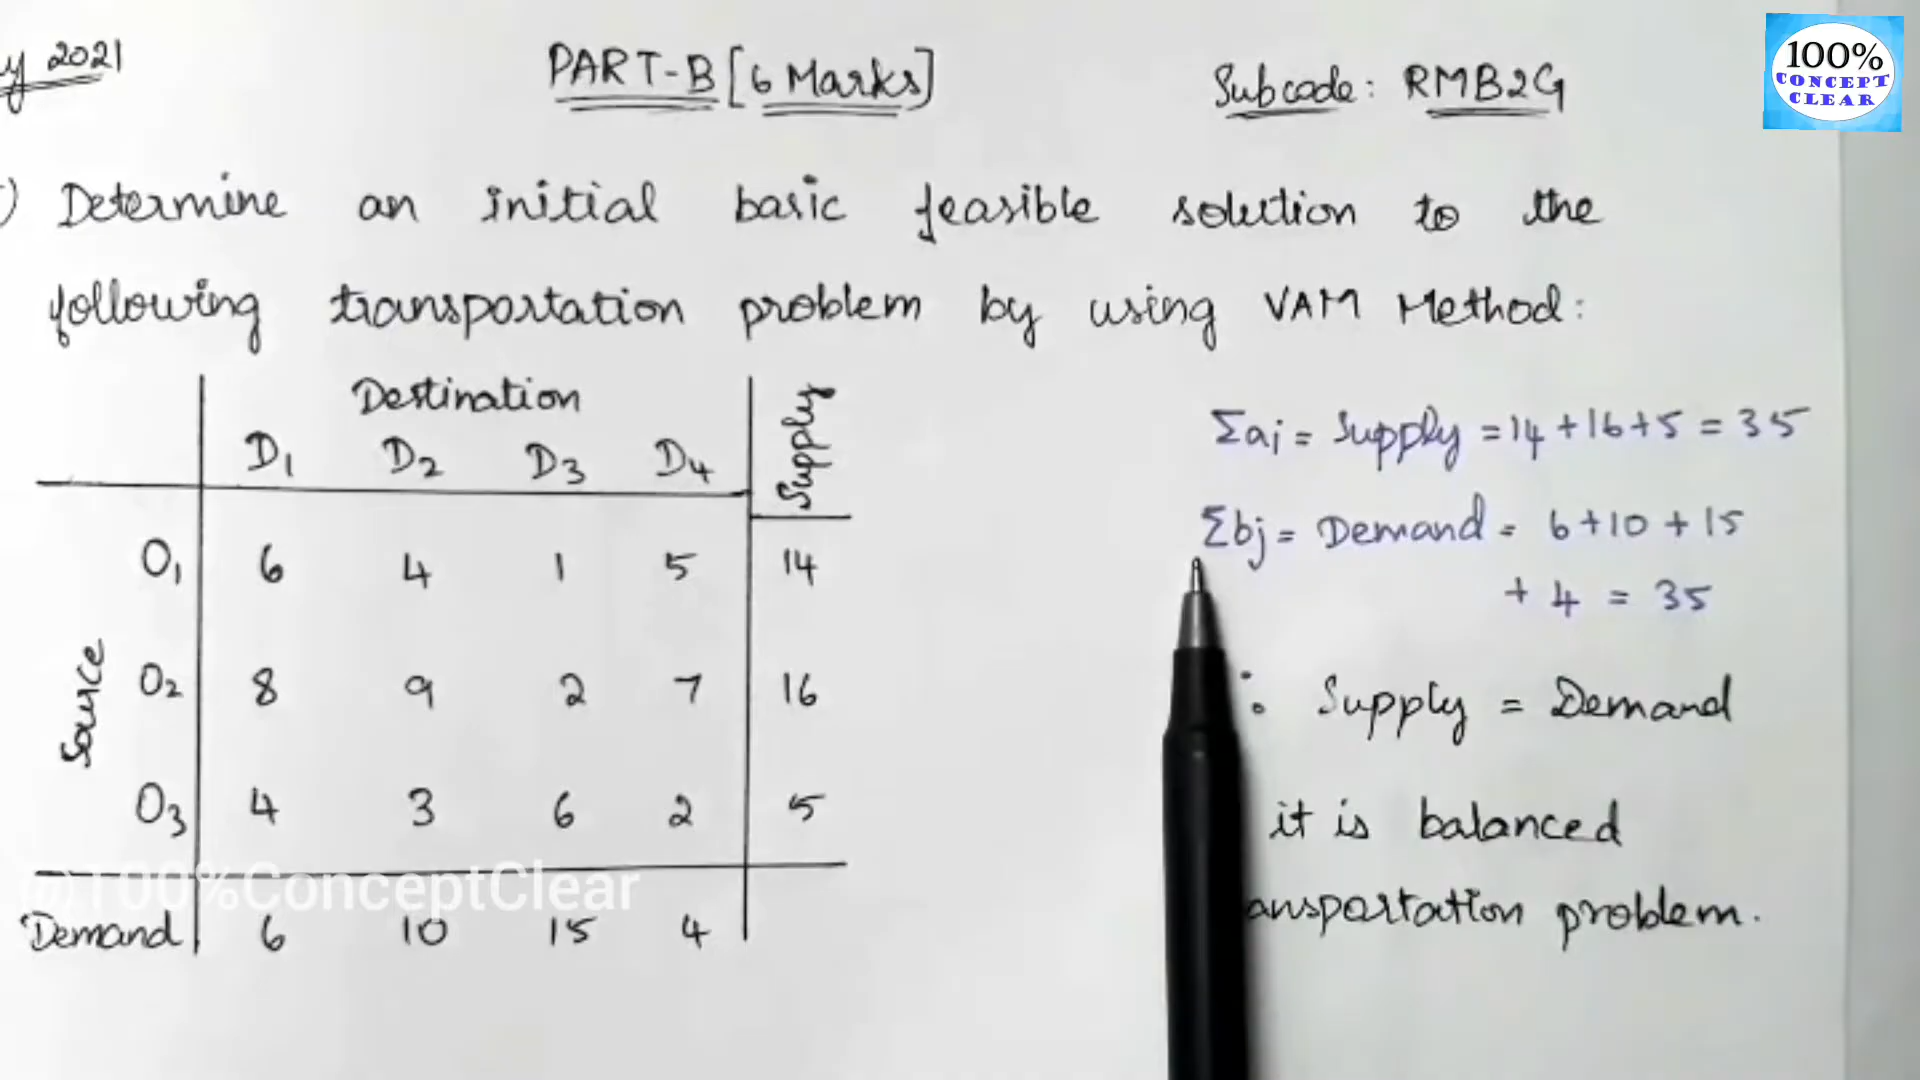 2021
PART-B [6 Marks]
Subcode: RMB2G
100%
CONCEPT
CLEAR
Determine an initial basic feasible solution to the
following transportation problem by using VAM Method:
Destination
Supply
D1 D2 D3 D4
Source
O1 6 4 1 5 14
O2 8 9 2 7 16
O3 4 3 6 2 5
@100%ConceptClear
Demand 6 10 15 4
Σai = Supply = 14 + 16 + 5 = 35
Σbj = Demand = 6 + 10 + 15
+ 4 = 35
∴ Supply = Demand
it is balanced
ansportation problem.